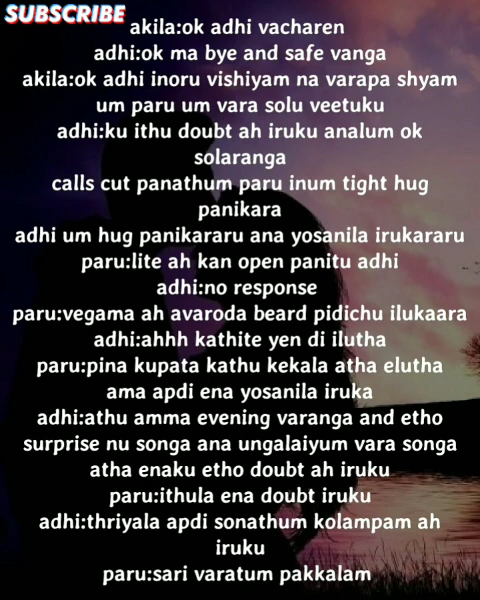 SUBSCRIBE
akila:ok adhi vacharen
adhi:ok ma bye and safe vanga
akila:ok adhi inoru vishiyam na varapa shyam
um paru um vara solu veetuku
adhi:ku ithu doubt ah iruku analum ok
solaranga
calls cut panathum paru inum tight hug
panikara
adhi um hug panikararu ana yosanila irukararu
paru:lite ah kan open panitu adhi
adhi:no response
paru:vegama ah avaroda beard pidichu ilukaara
adhi:ahhh kathite yen di ilutha
paru:pina kupata kathu kekala atha elutha
ama apdi ena yosanila iruka
adhi:athu amma evening varanga and etho
surprise nu songa ana ungalaiyum vara songa
atha enaku etho doubt ah iruku
paru:ithula ena doubt iruku
adhi:thriyala apdi sonathum kolampam ah
iruku
paru:sari varatum pakkalam